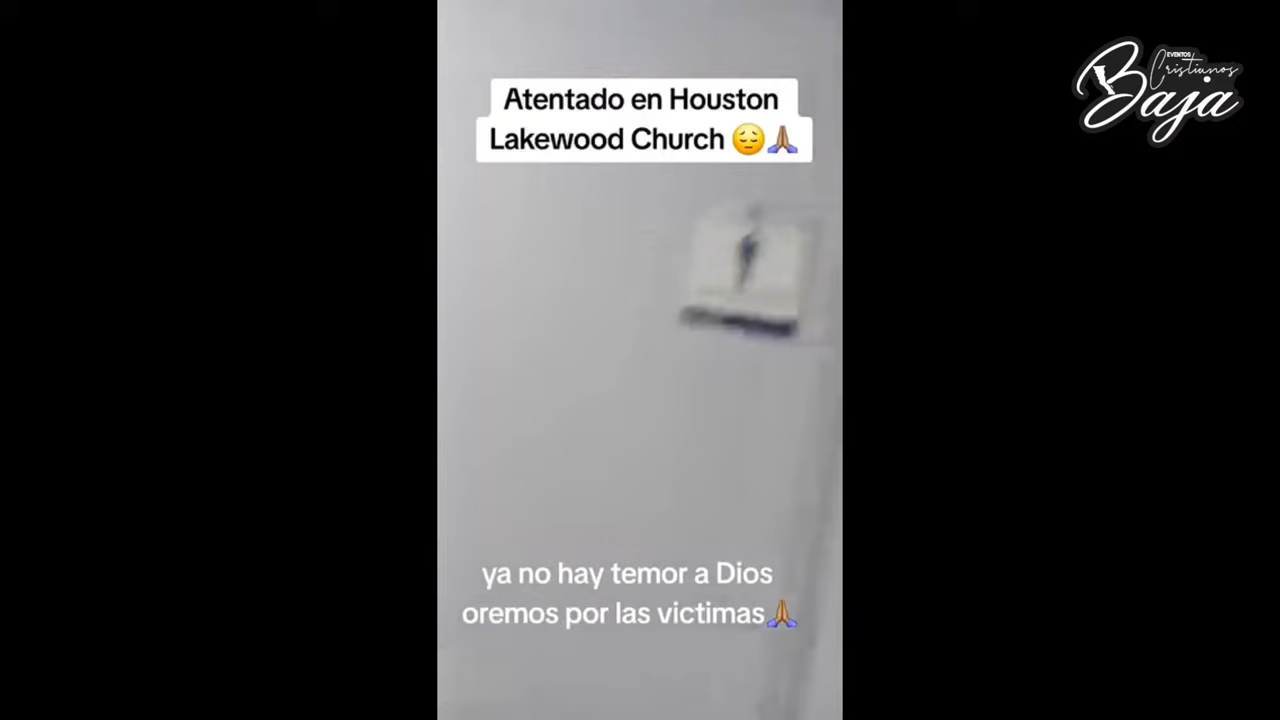 Atentado en Houston
Lakewood Church 😔🙏🏽
EVENTOS
Cristianos
Baja
ya no hay temor a Dios
oremos por las victimas🙏🏽